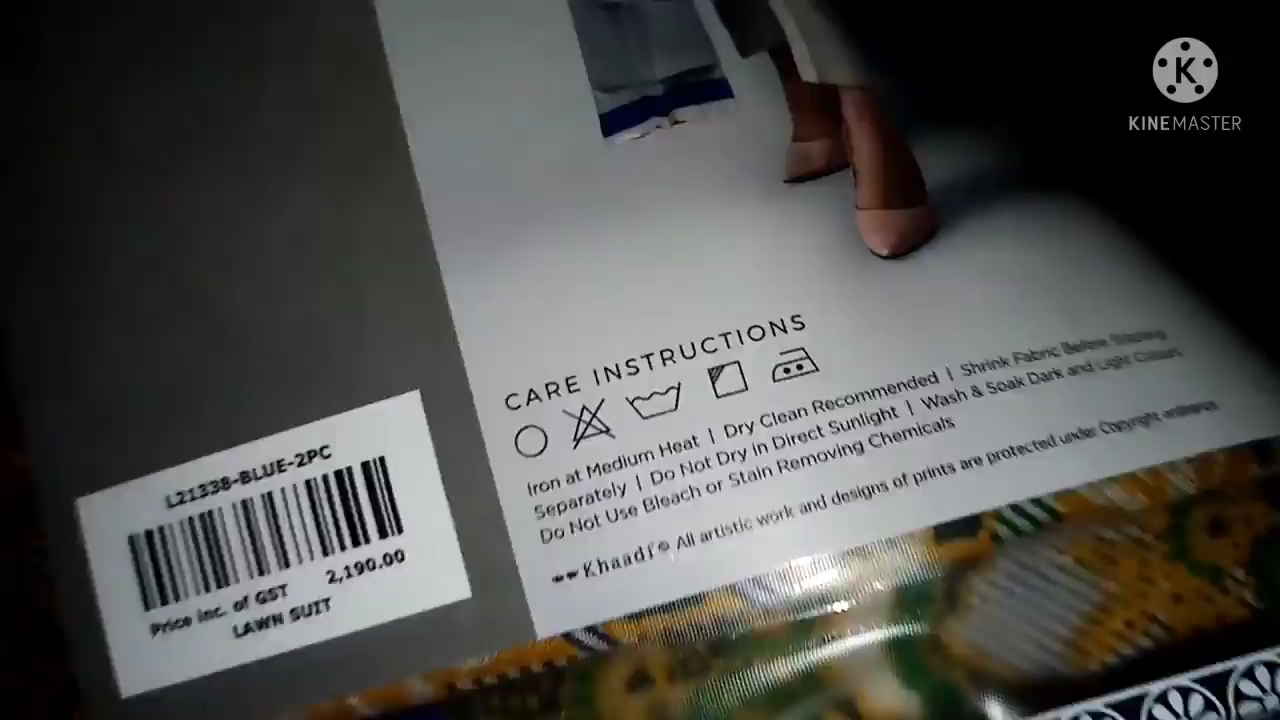 KINEMASTER
CARE INSTRUCTIONS
Iron at Medium Heat | Dry Clean Recommended | Shrink Fabric Before Stitching
Separately | Do Not Dry in Direct Sunlight | Wash & Soak Dark and Light Colours
Do Not Use Bleach or Stain Removing Chemicals
Khaadi® All artistic work and designs of prints are protected under Copyright
L21338-BLUE-2PC
Price inc. of GST 2,190.00
LAWN SUIT